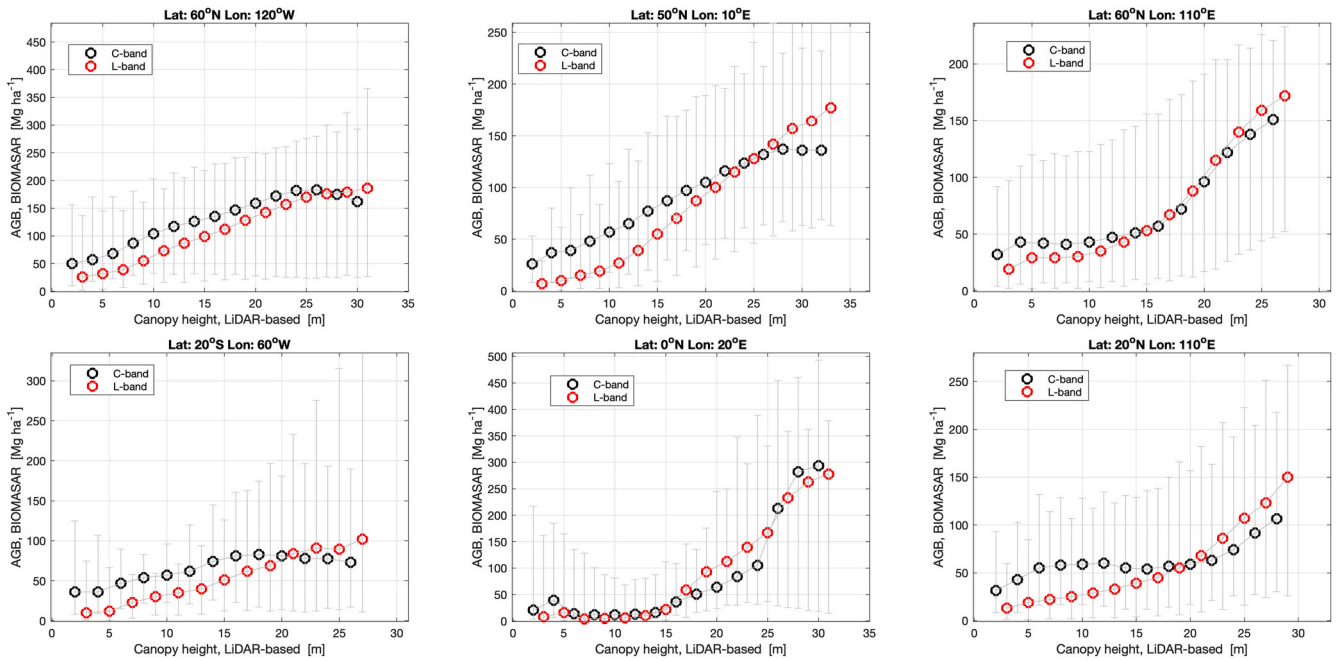 Lat: 60°N Lon: 120°W
AGB, BIOMASAR [Mg ha⁻¹]
450
400
350
300
250
200
150
100
50
0
C-band
L-band
0 5 10 15 20 25 30 35
Canopy height, LiDAR-based [m]
Lat: 50°N Lon: 10°E
AGB, BIOMASAR [Mg ha⁻¹]
250
200
150
100
50
0
C-band
L-band
0 5 10 15 20 25 30 35
Canopy height, LiDAR-based [m]
Lat: 60°N Lon: 110°E
AGB, BIOMASAR [Mg ha⁻¹]
200
150
100
50
0
C-band
L-band
0 5 10 15 20 25 30
Canopy height, LiDAR-based [m]
Lat: 20°S Lon: 60°W
AGB, BIOMASAR [Mg ha⁻¹]
300
250
200
150
100
50
0
C-band
L-band
0 5 10 15 20 25 30
Canopy height, LiDAR-based [m]
Lat: 0°N Lon: 20°E
AGB, BIOMASAR [Mg ha⁻¹]
500
450
400
350
300
250
200
150
100
50
0
C-band
L-band
0 5 10 15 20 25 30 35
Canopy height, LiDAR-based [m]
Lat: 20°N Lon: 110°E
AGB, BIOMASAR [Mg ha⁻¹]
250
200
150
100
50
0
C-band
L-band
0 5 10 15 20 25 30
Canopy height, LiDAR-based [m]